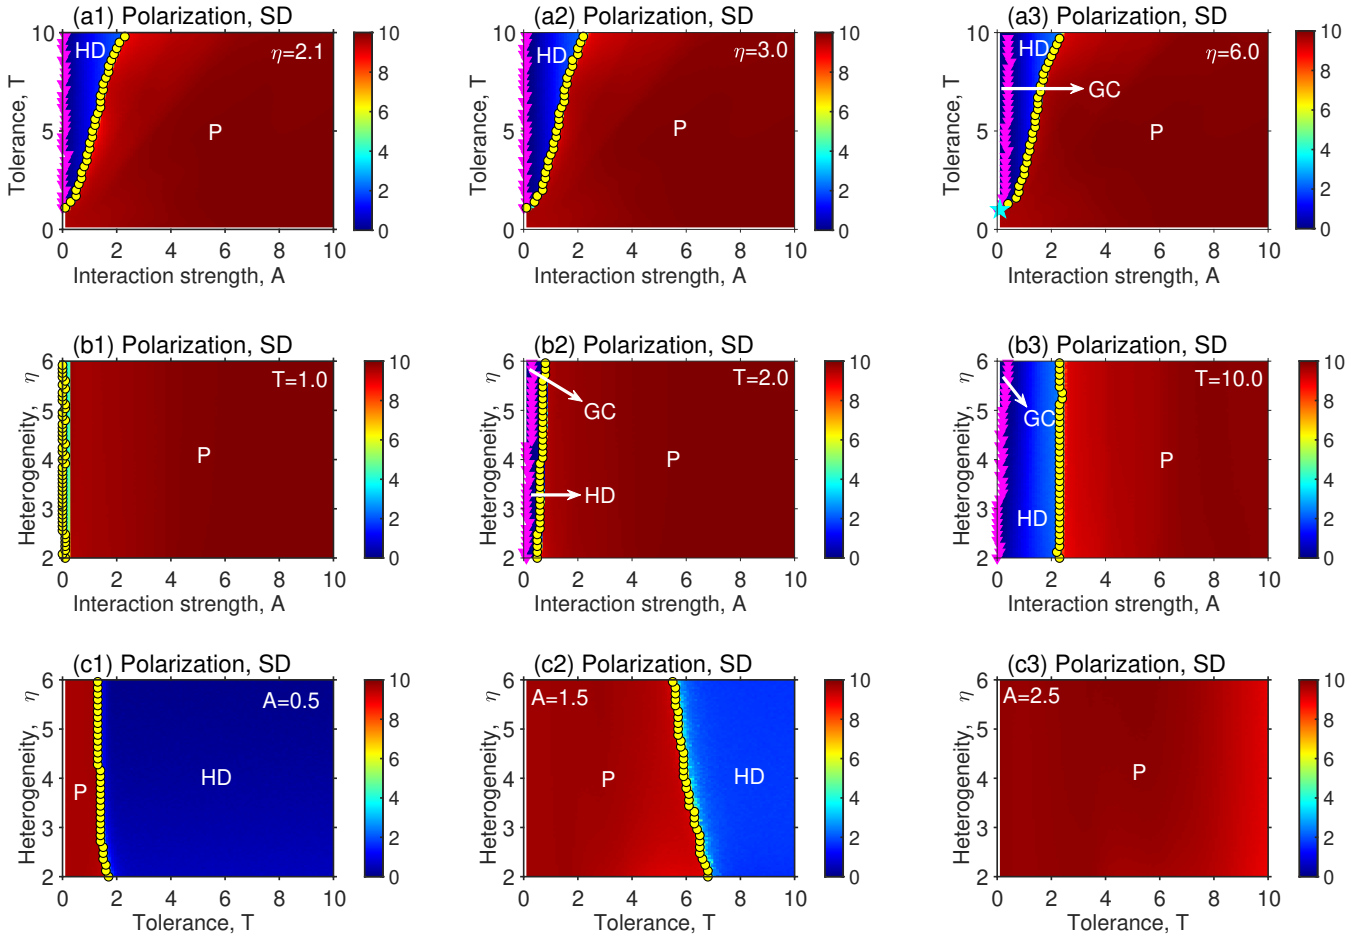 (a1) Polarization, SD
HD
η=2.1
P
Tolerance, T
10
5
0
0 2 4 6 8 10
Interaction strength, A
10
8
6
4
2
0
(a2) Polarization, SD
HD
η=3.0
P
Tolerance, T
10
5
0
0 2 4 6 8 10
Interaction strength, A
10
8
6
4
2
0
(a3) Polarization, SD
HD
η=6.0
GC
P
Tolerance, T
10
5
0
0 2 4 6 8 10
Interaction strength, A
10
8
6
4
2
0
(b1) Polarization, SD
T=1.0
P
Heterogeneity, η
6
5
4
3
2
0 2 4 6 8 10
Interaction strength, A
10
8
6
4
2
0
(b2) Polarization, SD
T=2.0
GC
P
HD
Heterogeneity, η
6
5
4
3
2
0 2 4 6 8 10
Interaction strength, A
10
8
6
4
2
0
(b3) Polarization, SD
T=10.0
GC
P
HD
Heterogeneity, η
6
5
4
3
2
0 2 4 6 8 10
Interaction strength, A
10
8
6
4
2
0
(c1) Polarization, SD
A=0.5
P
HD
Heterogeneity, η
6
5
4
3
2
0 2 4 6 8 10
Tolerance, T
10
8
6
4
2
0
(c2) Polarization, SD
A=1.5
P
HD
Heterogeneity, η
6
5
4
3
2
0 2 4 6 8 10
Tolerance, T
10
8
6
4
2
0
(c3) Polarization, SD
A=2.5
P
Heterogeneity, η
6
5
4
3
2
0 2 4 6 8 10
Tolerance, T
10
8
6
4
2
0